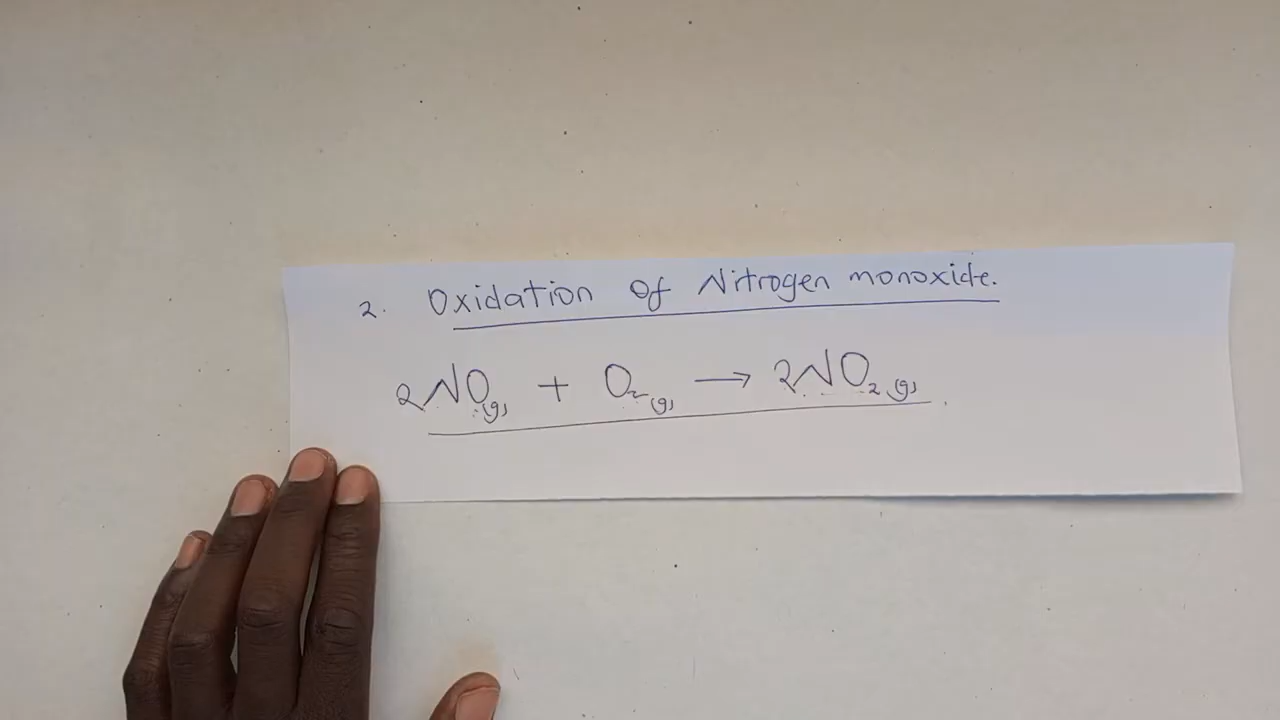 2. Oxidation Of Nitrogen monoxide.
2NO(g) + O₂(g) → 2NO₂(g)